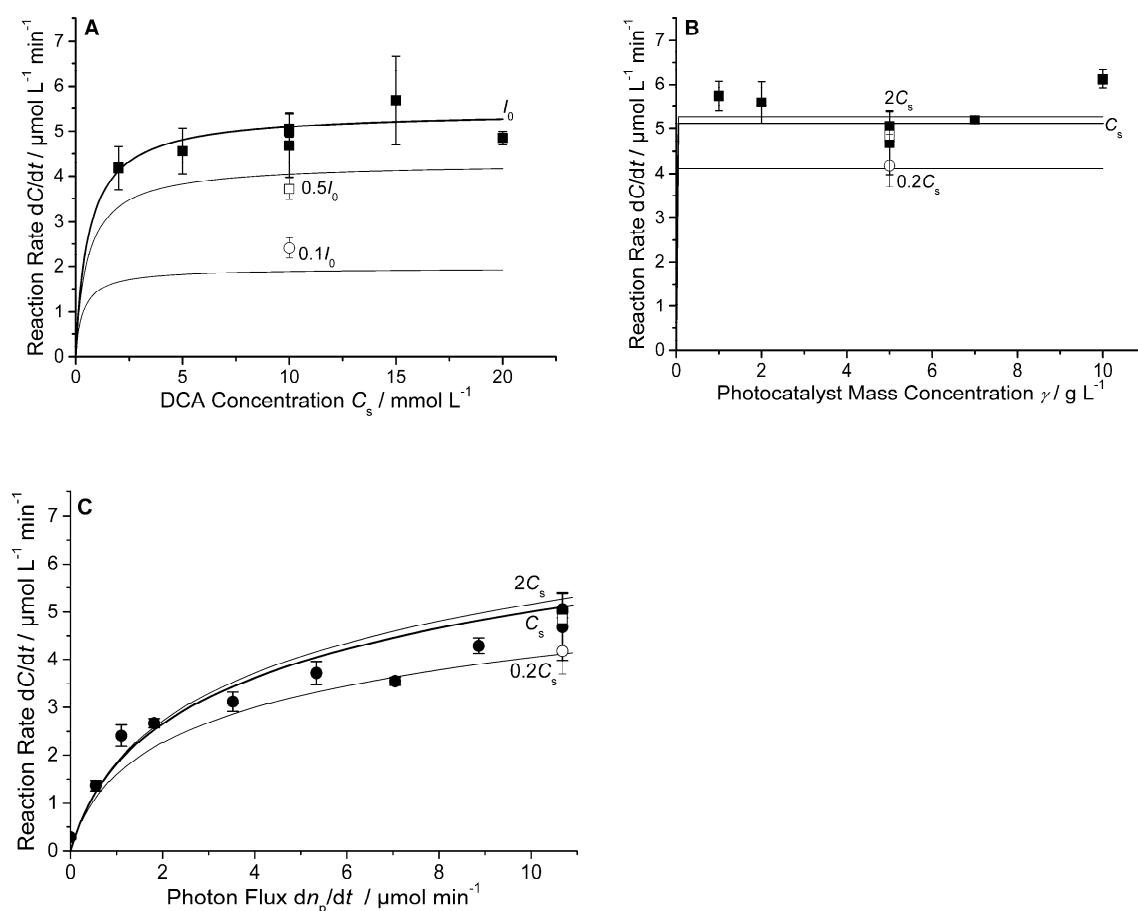 A
Reaction Rate dC/dt / µmol L⁻¹ min⁻¹
7
6
5
4
3
2
1
0
I₀
0.5I₀
0.1I₀
0 5 10 15 20
DCA Concentration Cₛ / mmol L⁻¹
B
Reaction Rate dC/dt / µmol L⁻¹ min⁻¹
7
6
5
4
3
2
1
0
2Cₛ
Cₛ
0.2Cₛ
0 2 4 6 8 10
Photocatalyst Mass Concentration γ / g L⁻¹
C
Reaction Rate dC/dt / µmol L⁻¹ min⁻¹
7
6
5
4
3
2
1
0
2Cₛ
Cₛ
0.2Cₛ
0 2 4 6 8 10
Photon Flux dnₚ/dt / µmol min⁻¹